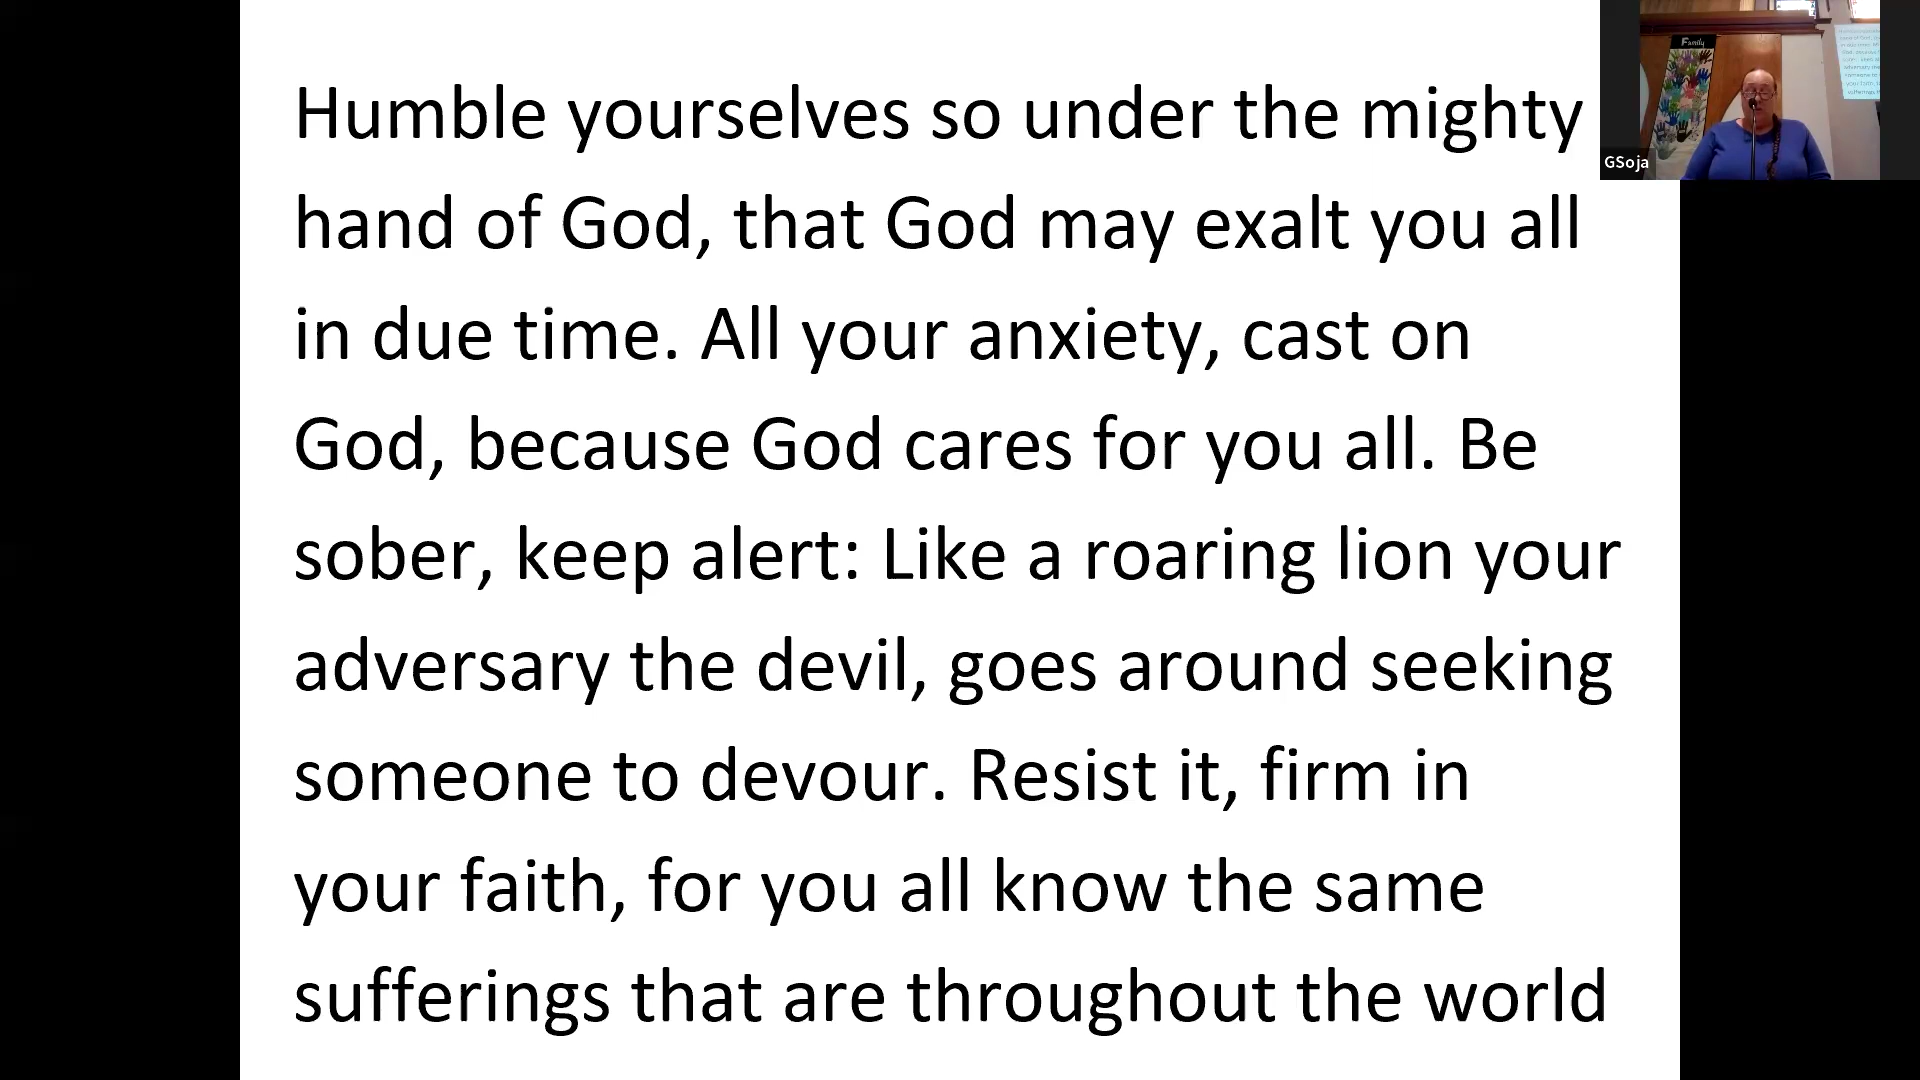 Humble yourselves so under the mighty
hand of God, that God may exalt you all
in due time. All your anxiety, cast on
God, because God cares for you all. Be
sober, keep alert: Like a roaring lion your
adversary the devil, goes around seeking
someone to devour. Resist it, firm in
your faith, for you all know the same
sufferings that are throughout the world
Family
GSoja